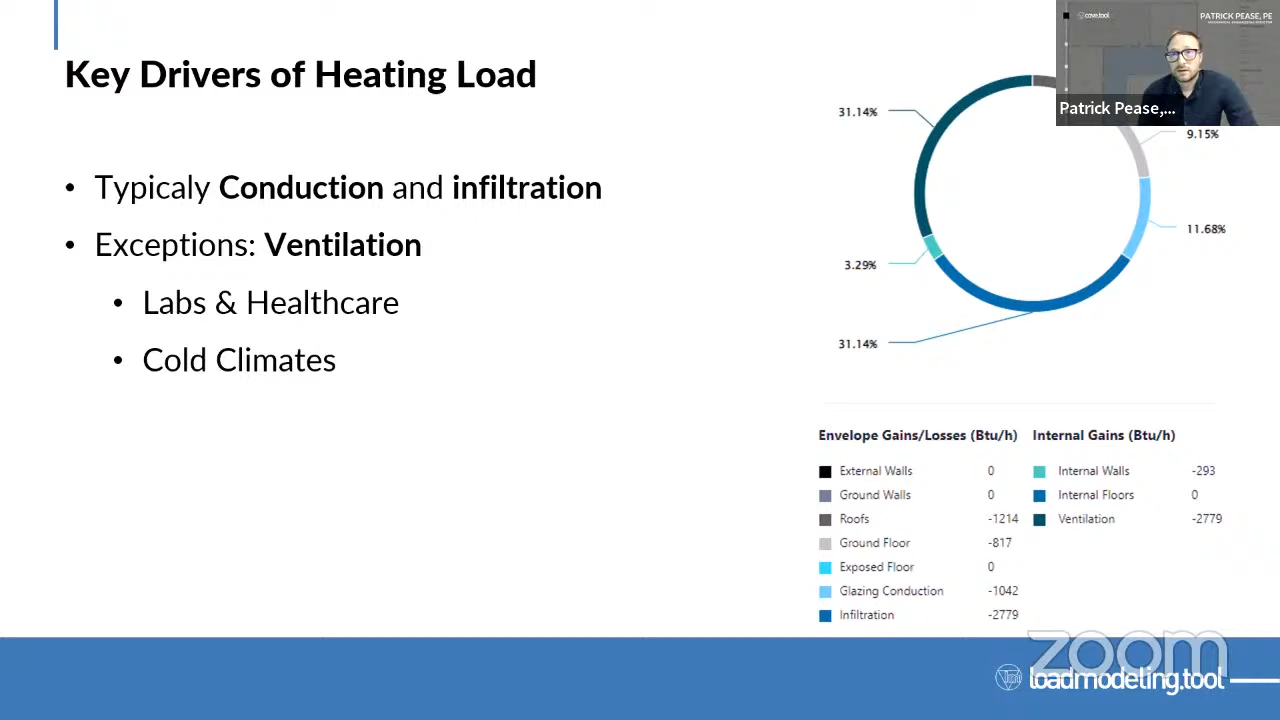 Key Drivers of Heating Load
• Typicaly Conduction and infiltration
• Exceptions: Ventilation
• Labs & Healthcare
• Cold Climates
cove.tool
PATRICK PEASE, PE
Patrick Pease,...
31.14%
9.15%
11.68%
3.29%
31.14%
Envelope Gains/Losses (Btu/h)
External Walls 0
Ground Walls 0
Roofs -1214
Ground Floor -817
Exposed Floor 0
Glazing Conduction -1042
Infiltration -2779
Internal Gains (Btu/h)
Internal Walls -293
Internal Floors 0
Ventilation -2779
zoom
loadmodeling.tool